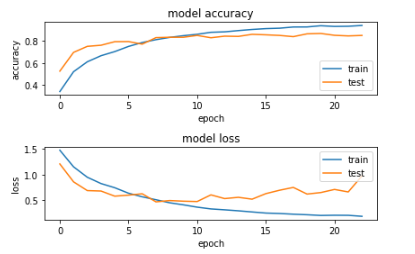 model accuracy
0.8
0.6
0.4
accuracy
train
test
0 5 10 15 20
epoch
model loss
1.5
1.0
0.5
loss
train
test
0 5 10 15 20
epoch